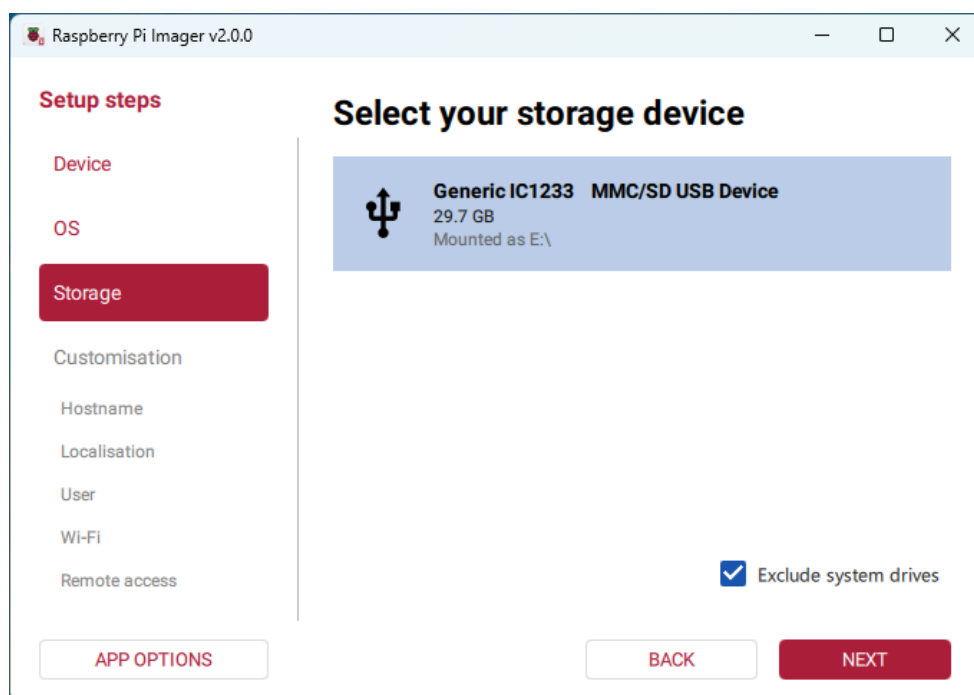 Raspberry Pi Imager v2.0.0
Setup steps
Device
OS
Storage
Customisation
Hostname
Localisation
User
Wi-Fi
Remote access
APP OPTIONS
Select your storage device
Generic IC1233 MMC/SD USB Device
29.7 GB
Mounted as E:\
Exclude system drives
BACK
NEXT